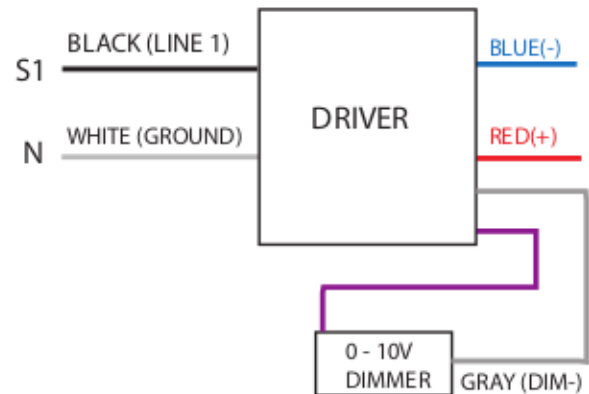 BLACK (LINE 1)
S1
BLUE(-)
DRIVER
WHITE (GROUND)
N
RED(+)
0 - 10V
DIMMER
GRAY (DIM-)